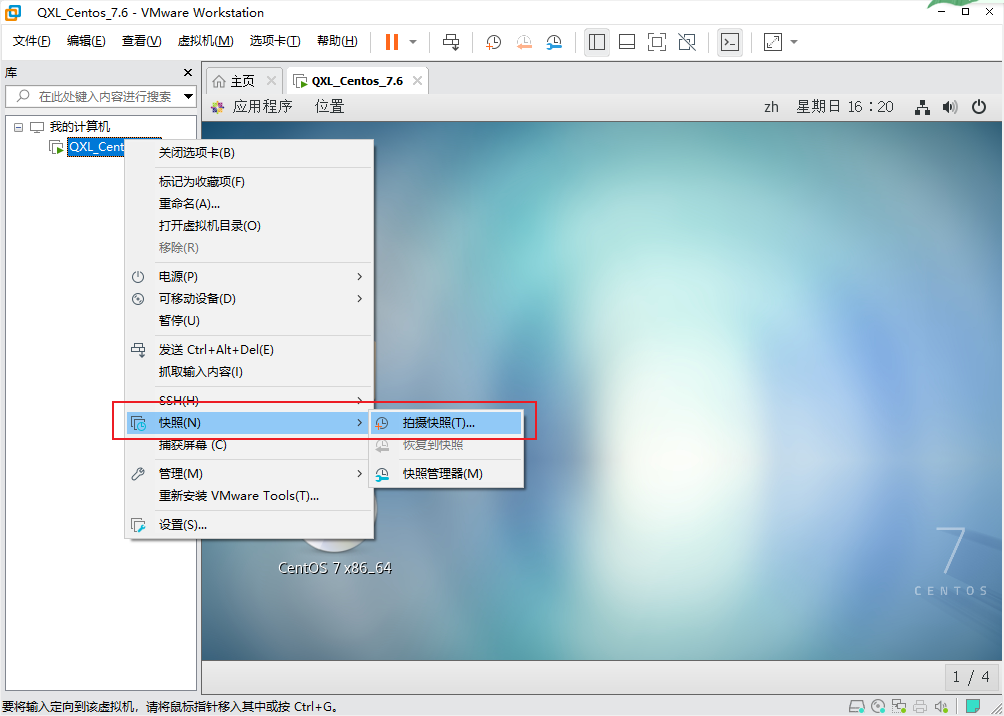 QXL_Centos_7.6 - VMware Workstation
文件(F) 编辑(E) 查看(V) 虚拟机(M) 选项卡(T) 帮助(H)
库
在此处键入内容进行搜索
我的计算机
QXL_Cent
主页 QXL_Centos_7.6
应用程序 位置 zh 星期日 16：20
关闭选项卡(B)
标记为收藏项(F)
重命名(A)...
打开虚拟机目录(O)
移除(R)
电源(P)
可移动设备(D)
暂停(U)
发送 Ctrl+Alt+Del(E)
抓取输入内容(I)
SSH(H)
快照(N)
捕获屏幕 (C)
管理(M)
重新安装 VMware Tools(T)...
设置(S)...
拍摄快照(T)...
恢复到快照
快照管理器(M)
CentOS 7 x86_64
7
CENTOS
1 / 4
要将输入定向到该虚拟机，请将鼠标指针移入其中或按 Ctrl+G。